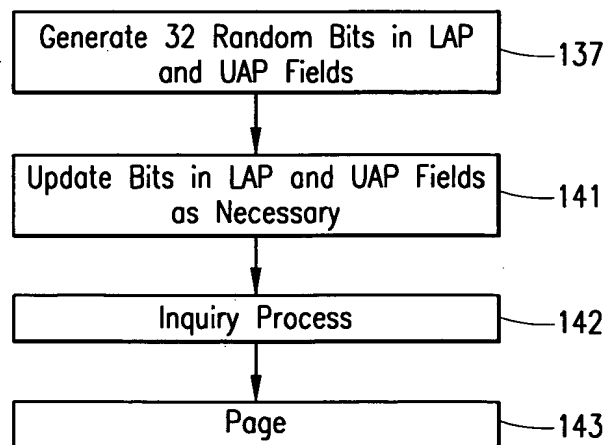 Generate 32 Random Bits in LAP
and UAP Fields
137
Update Bits in LAP and UAP Fields
as Necessary
141
Inquiry Process
142
Page
143